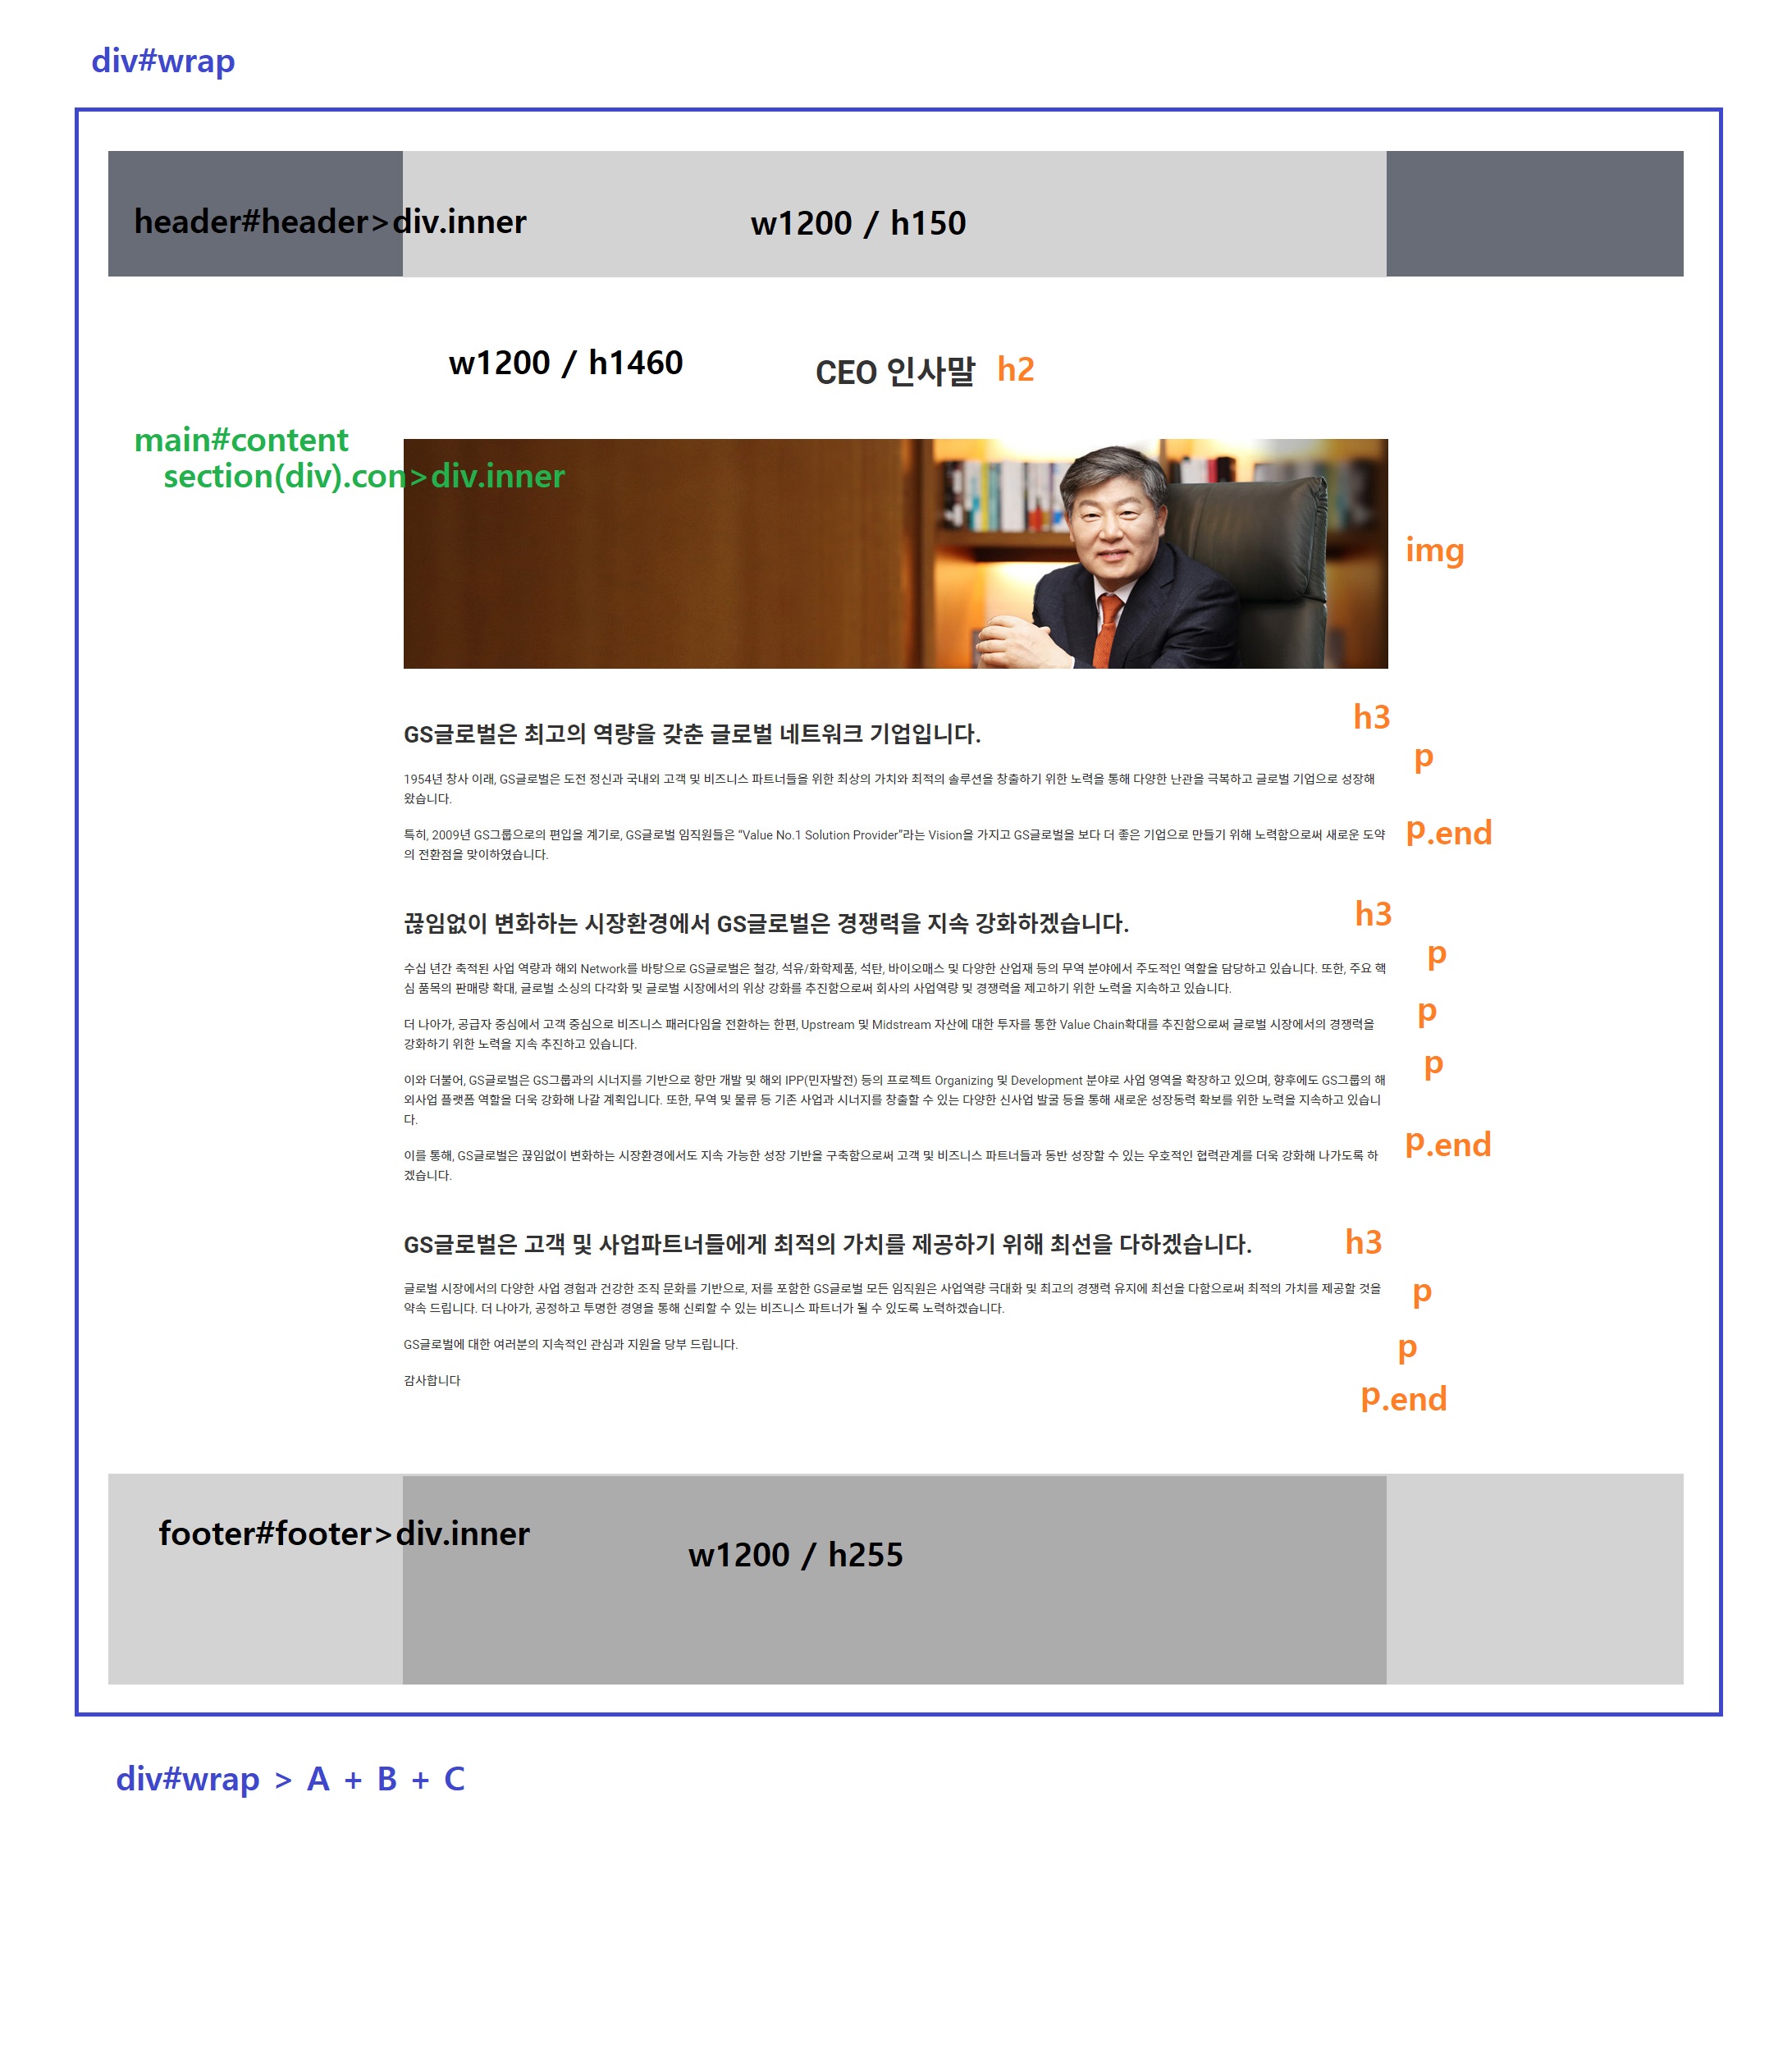 div#wrap
header#header>div.inner
w1200 / h150
w1200 / h1460
CEO 인사말
h2
main#content
section(div).con>div.inner
img
h3
GS글로벌은 최고의 역량을 갖춘 글로벌 네트워크 기업입니다.
p
1954년 창사 이래, GS글로벌은 도전 정신과 국내외 고객 및 비즈니스 파트너들을 위한 최상의 가치와 최적의 솔루션을 창출하기 위한 노력을 통해 다양한 난관을 극복하고 글로벌 기업으로 성장해
왔습니다.
특히, 2009년 GS그룹으로의 편입을 계기로, GS글로벌 임직원들은 “Value No.1 Solution Provider”라는 Vision을 가지고 GS글로벌을 보다 더 좋은 기업으로 만들기 위해 노력함으로써 새로운 도약
의 전환점을 맞이하였습니다.
p.end
끊임없이 변화하는 시장환경에서 GS글로벌은 경쟁력을 지속 강화하겠습니다.
h3
p
수십 년간 축적된 사업 역량과 해외 Network를 바탕으로 GS글로벌은 철강, 석유/화학제품, 석탄, 바이오매스 및 다양한 산업재 등의 무역 분야에서 주도적인 역할을 담당하고 있습니다. 또한, 주요 핵
심 품목의 판매량 확대, 글로벌 소싱의 다각화 및 글로벌 시장에서의 위상 강화를 추진함으로써 회사의 사업역량 및 경쟁력을 제고하기 위한 노력을 지속하고 있습니다.
p
더 나아가, 공급자 중심에서 고객 중심으로 비즈니스 패러다임을 전환하는 한편, Upstream 및 Midstream 자산에 대한 투자를 통한 Value Chain확대를 추진함으로써 글로벌 시장에서의 경쟁력을
강화하기 위한 노력을 지속 추진하고 있습니다.
p
이와 더불어, GS글로벌은 GS그룹과의 시너지를 기반으로 항만 개발 및 해외 IPP(민자발전) 등의 프로젝트 Organizing 및 Development 분야로 사업 영역을 확장하고 있으며, 향후에도 GS그룹의 해
외사업 플랫폼 역할을 더욱 강화해 나갈 계획입니다. 또한, 무역 및 물류 등 기존 사업과 시너지를 창출할 수 있는 다양한 신사업 발굴 등을 통해 새로운 성장동력 확보를 위한 노력을 지속하고 있습니
다.
p.end
이를 통해, GS글로벌은 끊임없이 변화하는 시장환경에서도 지속 가능한 성장 기반을 구축함으로써 고객 및 비즈니스 파트너들과 동반 성장할 수 있는 우호적인 협력관계를 더욱 강화해 나가도록 하
겠습니다.
GS글로벌은 고객 및 사업파트너들에게 최적의 가치를 제공하기 위해 최선을 다하겠습니다.
h3
글로벌 시장에서의 다양한 사업 경험과 건강한 조직 문화를 기반으로, 저를 포함한 GS글로벌 모든 임직원은 사업역량 극대화 및 최고의 경쟁력 유지에 최선을 다함으로써 최적의 가치를 제공할 것을
약속 드립니다. 더 나아가, 공정하고 투명한 경영을 통해 신뢰할 수 있는 비즈니스 파트너가 될 수 있도록 노력하겠습니다.
p
GS글로벌에 대한 여러분의 지속적인 관심과 지원을 당부 드립니다.
p
감사합니다
p.end
footer#footer>div.inner
w1200 / h255
div#wrap > A + B + C